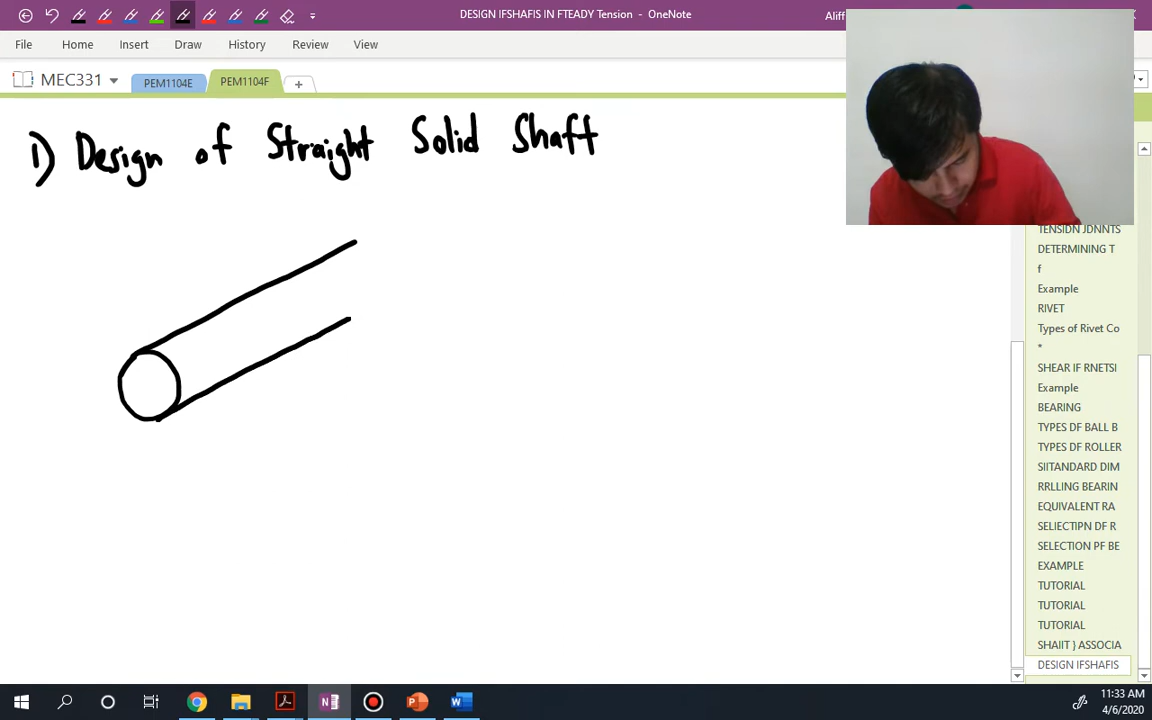 DESIGN IFSHAFIS IN FTEADY Tension - OneNote
Aliff
File Home Insert Draw History Review View
MEC331 PEM1104E PEM1104F +
1) Design of Straight Solid Shaft
TENSIDN JDNNTS
DETERMINING T
f
Example
RIVET
Types of Rivet Co
*
SHEAR IF RNETSI
Example
BEARING
TYPES DF BALL B
TYPES DF ROLLER
SIITANDARD DIM
RRLLING BEARIN
EQUIVALENT RA
SELIECTIPN DF R
SELECTION PF BE
EXAMPLE
TUTORIAL
TUTORIAL
TUTORIAL
SHAIIT } ASSOCIA
DESIGN IFSHAFIS
11:33 AM
4/6/2020